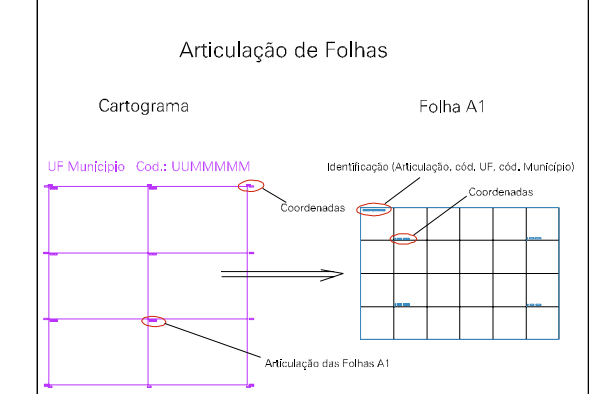 Articulação de Folhas
Cartograma
Folha A1
UF Municipio Cod.: UUMMMMM
Identificação (Articulação, cód. UF, cód. Município)
Coordenadas
Coordenadas
Articulação das Folhas A1